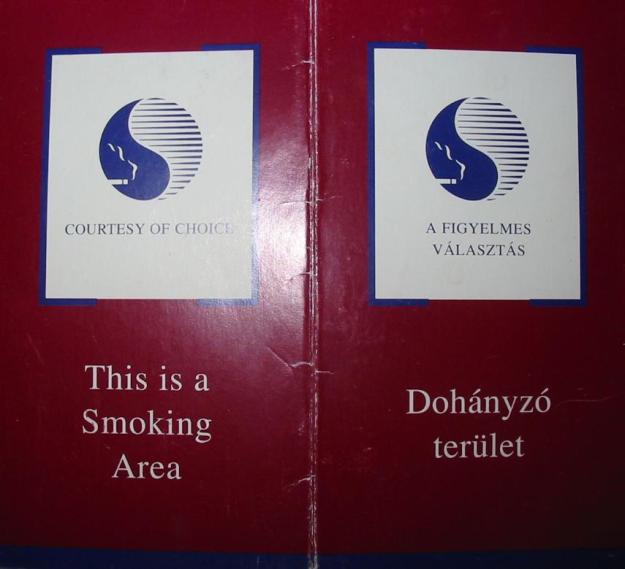 COURTESY OF CHOICE
This is a
Smoking
Area
A FIGYELMES
VÁLASZTÁS
Dohányzó
terület